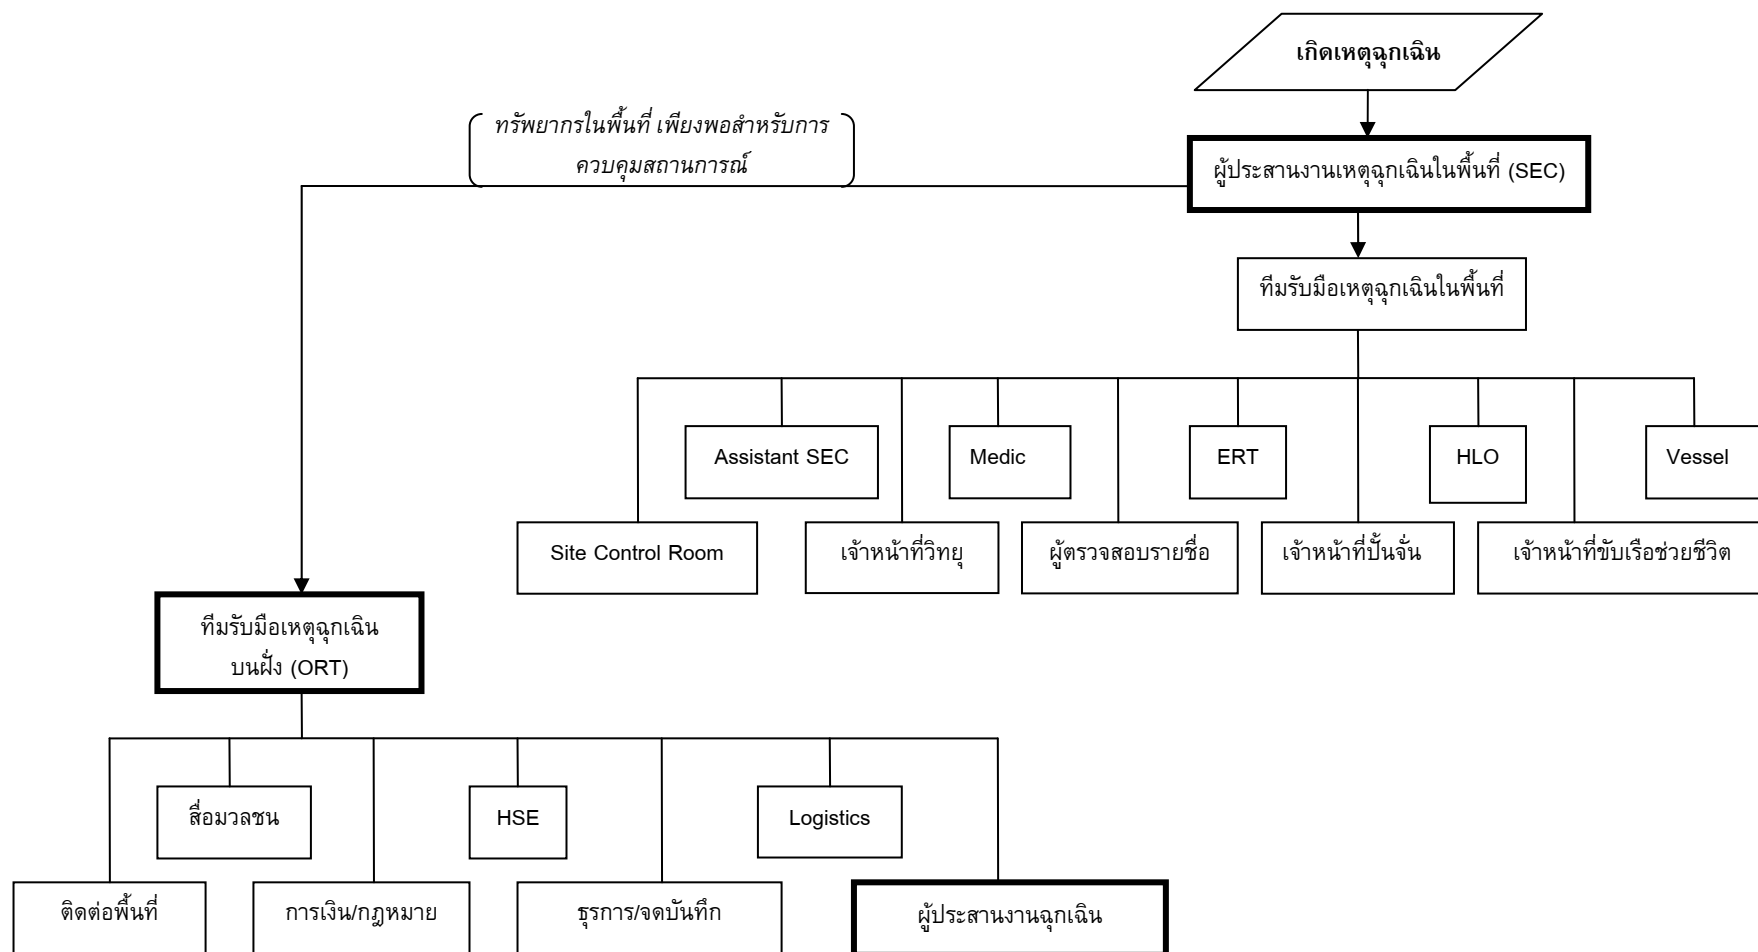 เกิดเหตุฉุกเฉิน
ทรัพยากรในพื้นที่ เพียงพอสำหรับการ
ควบคุมสถานการณ์
ผู้ประสานงานเหตุฉุกเฉินในพื้นที่ (SEC)
ทีมรับมือเหตุฉุกเฉินในพื้นที่
Assistant SEC
Medic
ERT
HLO
Vessel
Site Control Room
เจ้าหน้าที่วิทยุ
ผู้ตรวจสอบรายชื่อ
เจ้าหน้าที่ปั้นจั่น
เจ้าหน้าที่ขับเรือช่วยชีวิต
ทีมรับมือเหตุฉุกเฉิน
บนฝั่ง (ORT)
สื่อมวลชน
HSE
Logistics
ติดต่อพื้นที่
การเงิน/กฎหมาย
ธุรการ/จดบันทึก
ผู้ประสานงานฉุกเฉิน